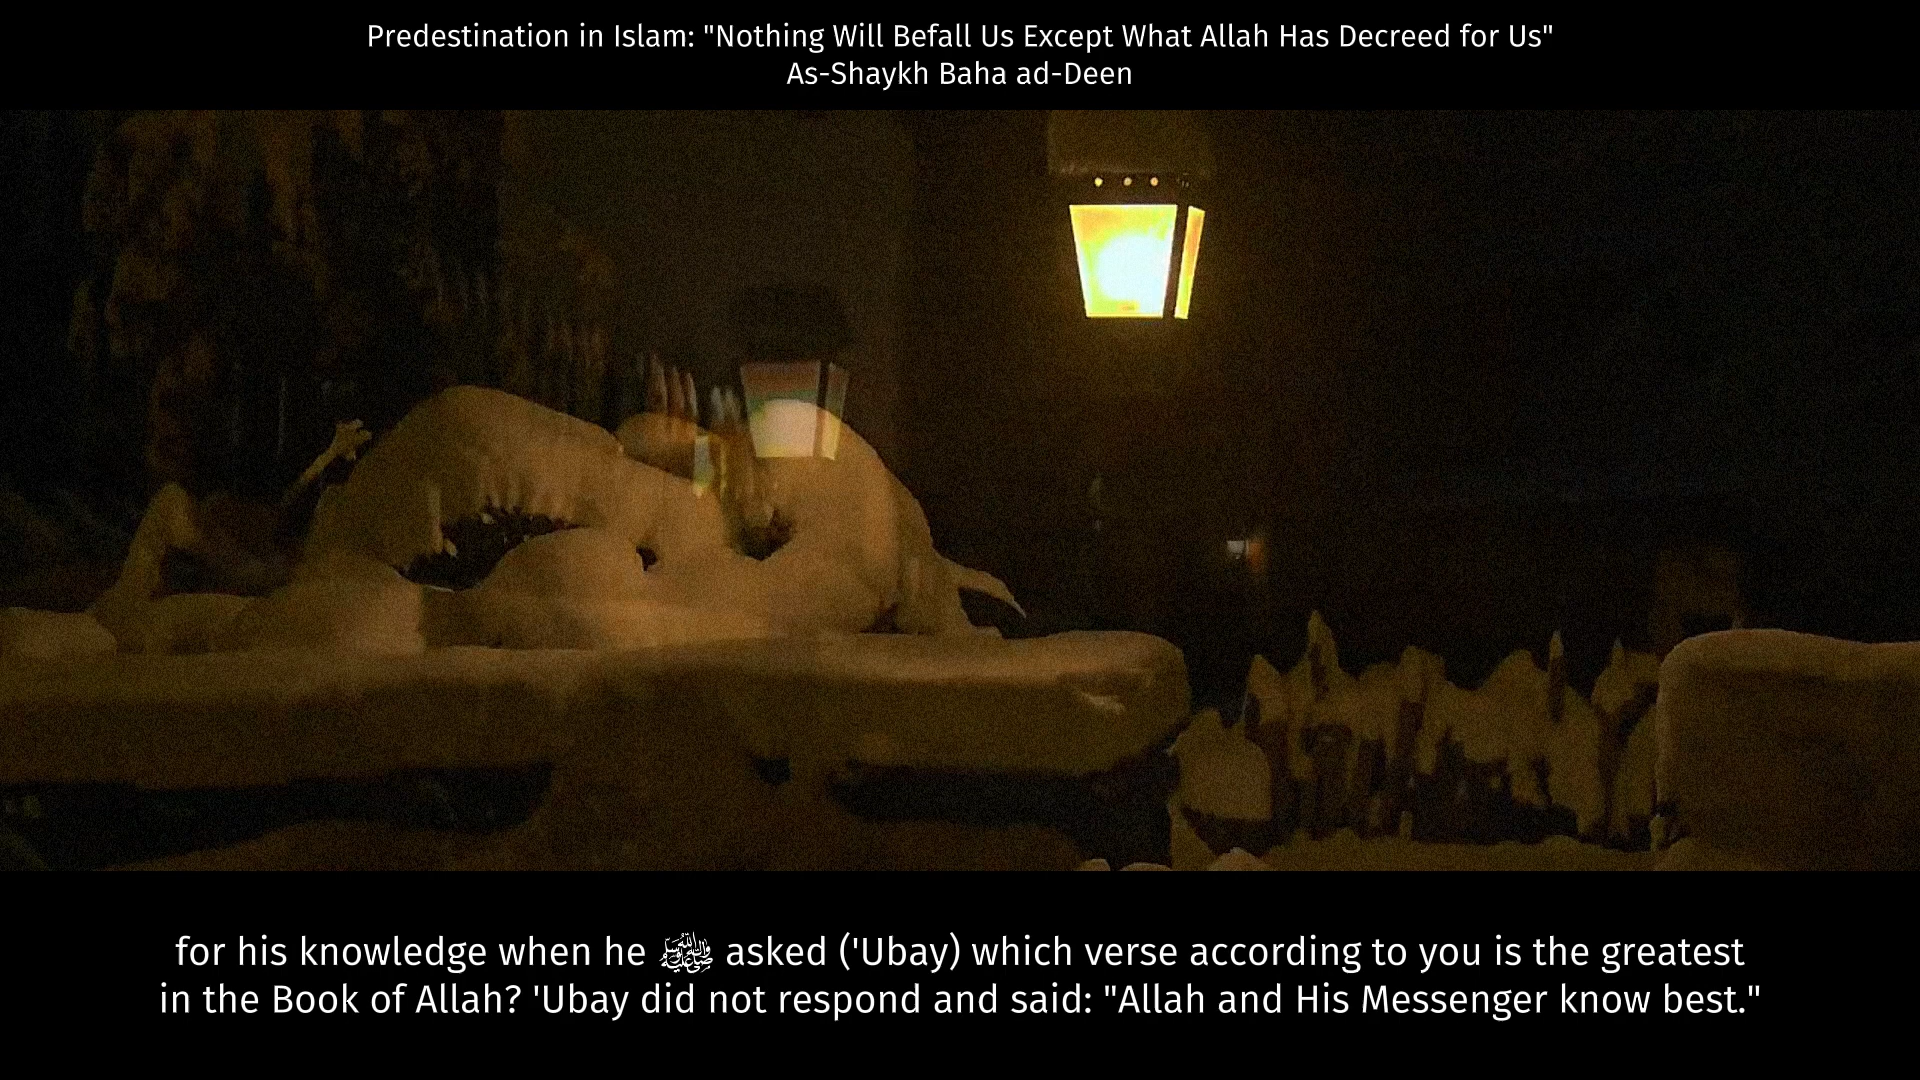 Predestination in Islam: "Nothing Will Befall Us Except What Allah Has Decreed for Us"
As-Shaykh Baha ad-Deen
for his knowledge when he ﷺ asked ('Ubay) which verse according to you is the greatest
in the Book of Allah? 'Ubay did not respond and said: "Allah and His Messenger know best."